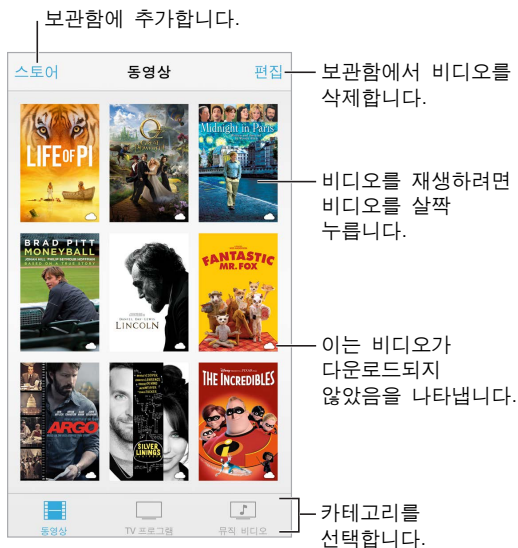 보관함에 추가합니다.
스토어
동영상
편집
보관함에서 비디오를
삭제합니다.
LIFE OF PI
Oz
Midnight in Paris
비디오를 재생하려면
비디오를 살짝
누릅니다.
BRAD PITT
MONEYBALL
LINCOLN
FANTASTIC
MR. FOX
이는 비디오가
다운로드되지
않았음을 나타냅니다.
ARGO
SILVER
LININGS
THE INCREDIBLES
동영상
TV 프로그램
뮤직 비디오
카테고리를
선택합니다.